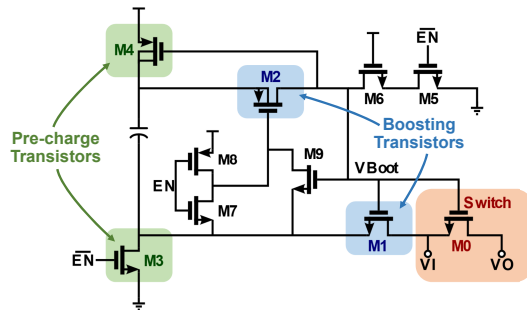 M4
EN
M2
M6
M5
Pre-charge
Transistors
Boosting
Transistors
M8
M9
EN
VBoot
M7
Switch
M1
M0
EN
M3
VI
VO